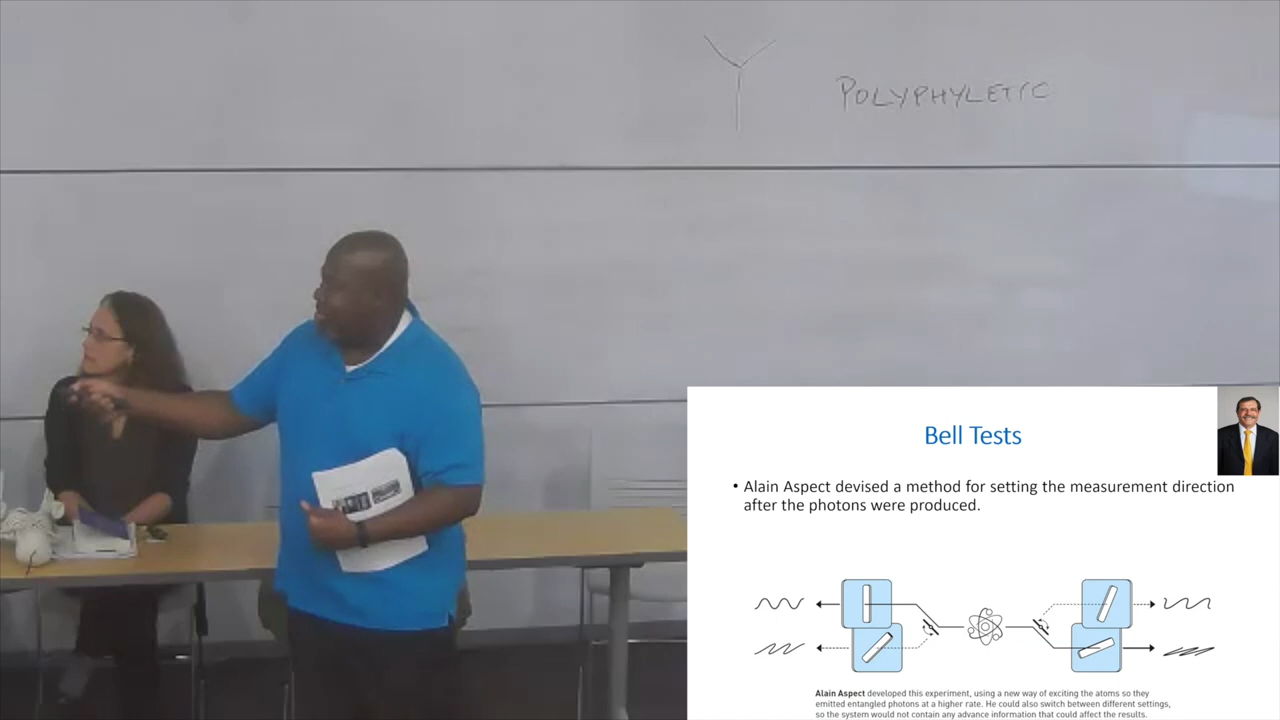 POLYPHYLETIC
Bell Tests
• Alain Aspect devised a method for setting the measurement direction
after the photons were produced.
Alain Aspect developed this experiment, using a new way of exciting the atoms so they
emitted entangled photons at a higher rate. He could also switch between different settings,
so the system would not contain any advance information that could affect the results.